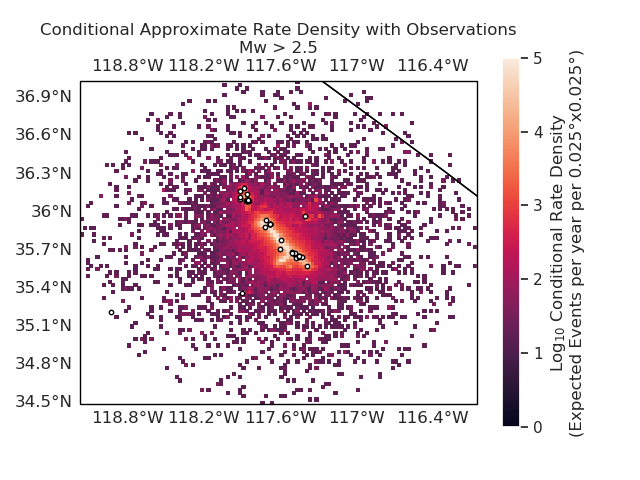 Conditional Approximate Rate Density with Observations
Mw > 2.5
118.8°W 118.2°W 117.6°W 117°W 116.4°W
36.9°N
36.6°N
36.3°N
36°N
35.7°N
35.4°N
35.1°N
34.8°N
34.5°N
118.8°W 118.2°W 117.6°W 117°W 116.4°W
5
4
3
2
1
0
Log₁₀ Conditional Rate Density
(Expected Events per year per 0.025°x0.025°)